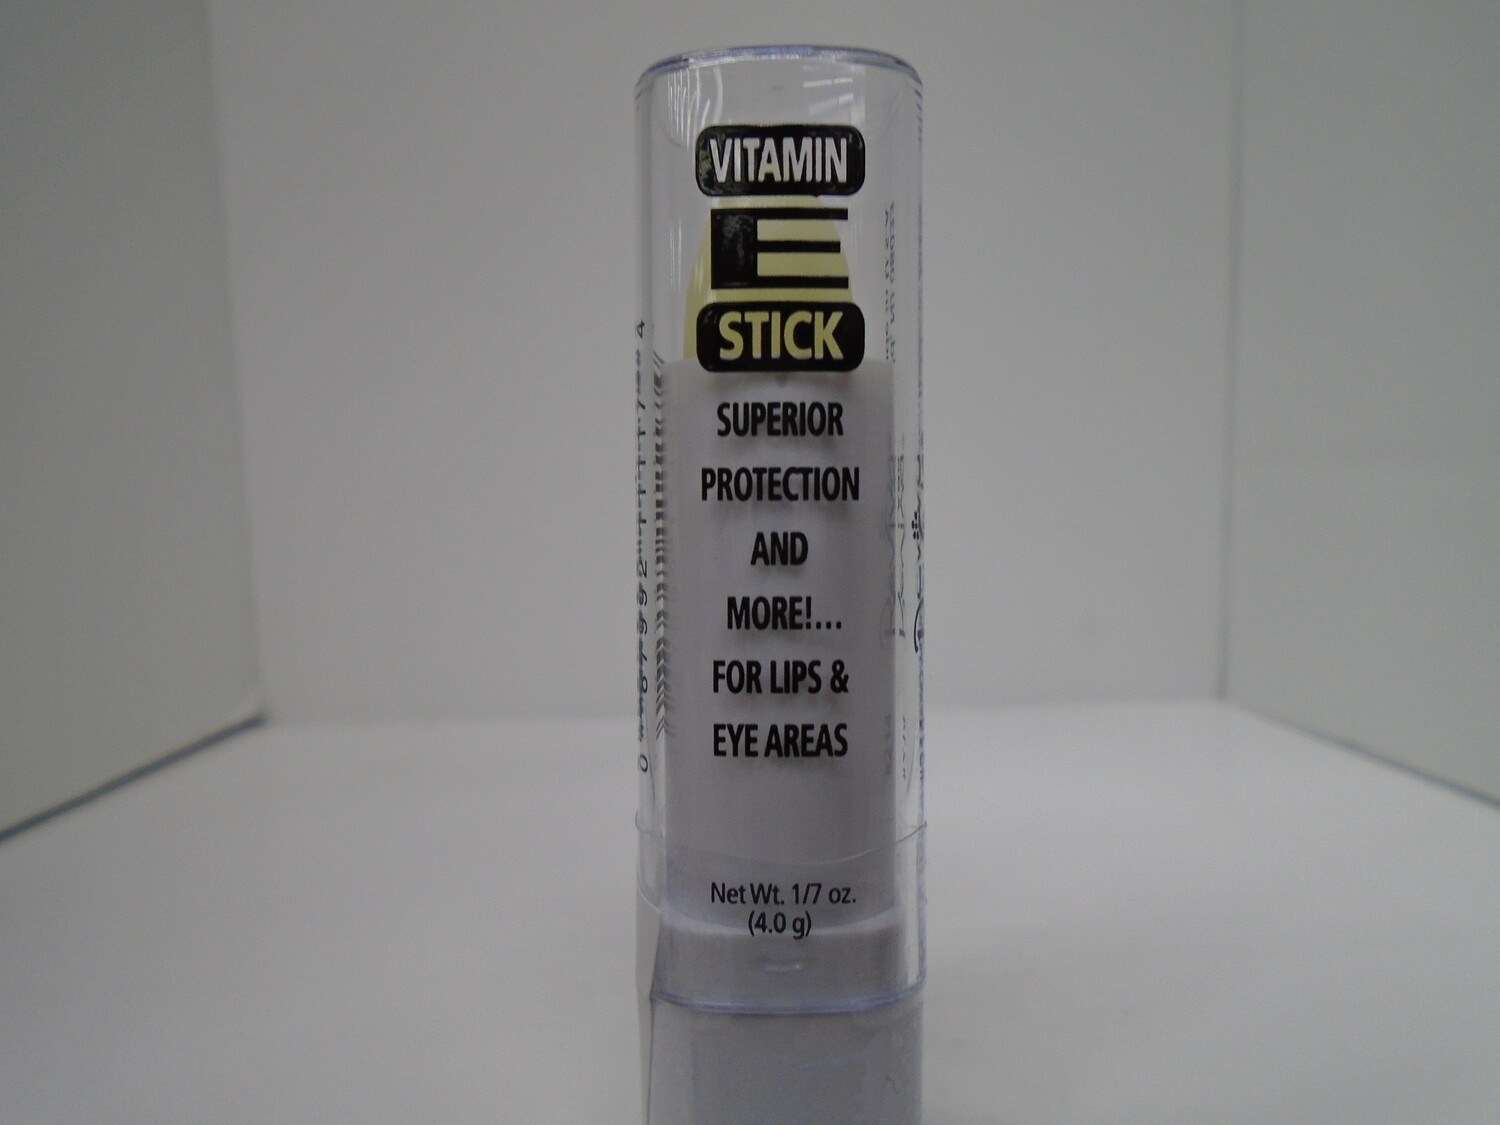 VITAMIN
E
STICK
SUPERIOR
PROTECTION
AND
MORE!...
FOR LIPS &
EYE AREAS
Net Wt. 1/7 oz.
(4.0 g)